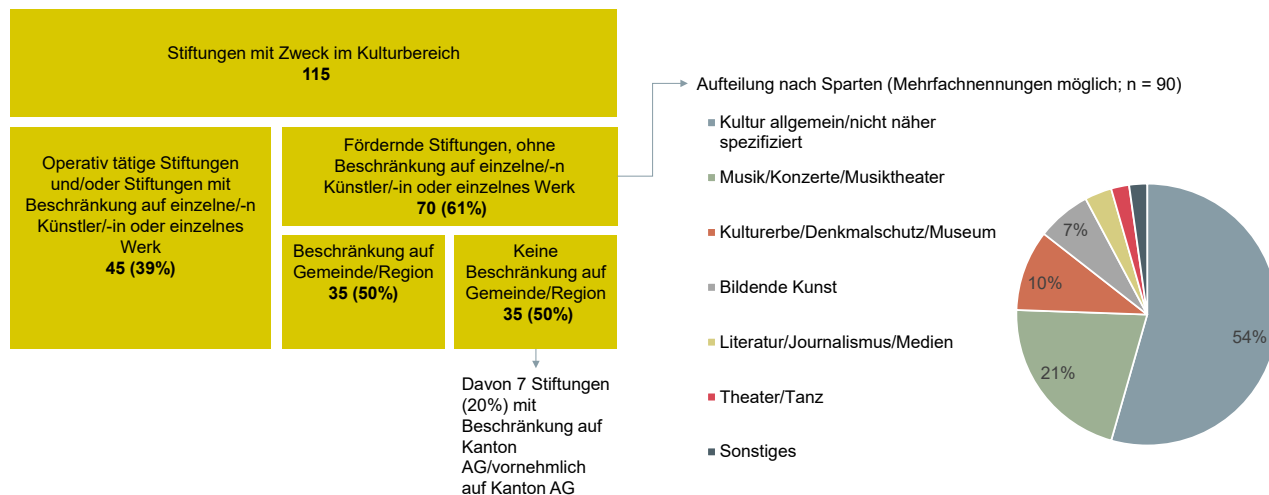 Stiftungen mit Zweck im Kulturbereich
115
Operativ tätige Stiftungen
und/oder Stiftungen mit
Beschränkung auf einzelne/-n
Künstler/-in oder einzelnes
Werk
45 (39%)
Fördernde Stiftungen, ohne
Beschränkung auf einzelne/-n
Künstler/-in oder einzelnes Werk
70 (61%)
Beschränkung auf
Gemeinde/Region
35 (50%)
Keine
Beschränkung auf
Gemeinde/Region
35 (50%)
Davon 7 Stiftungen
(20%) mit
Beschränkung auf
Kanton
AG/vornehmlich
auf Kanton AG
Aufteilung nach Sparten (Mehrfachnennungen möglich; n = 90)
Kultur allgemein/nicht näher
spezifiziert
Musik/Konzerte/Musiktheater
Kulturerbe/Denkmalschutz/Museum
Bildende Kunst
Literatur/Journalismus/Medien
Theater/Tanz
Sonstiges
7%
10%
21%
54%